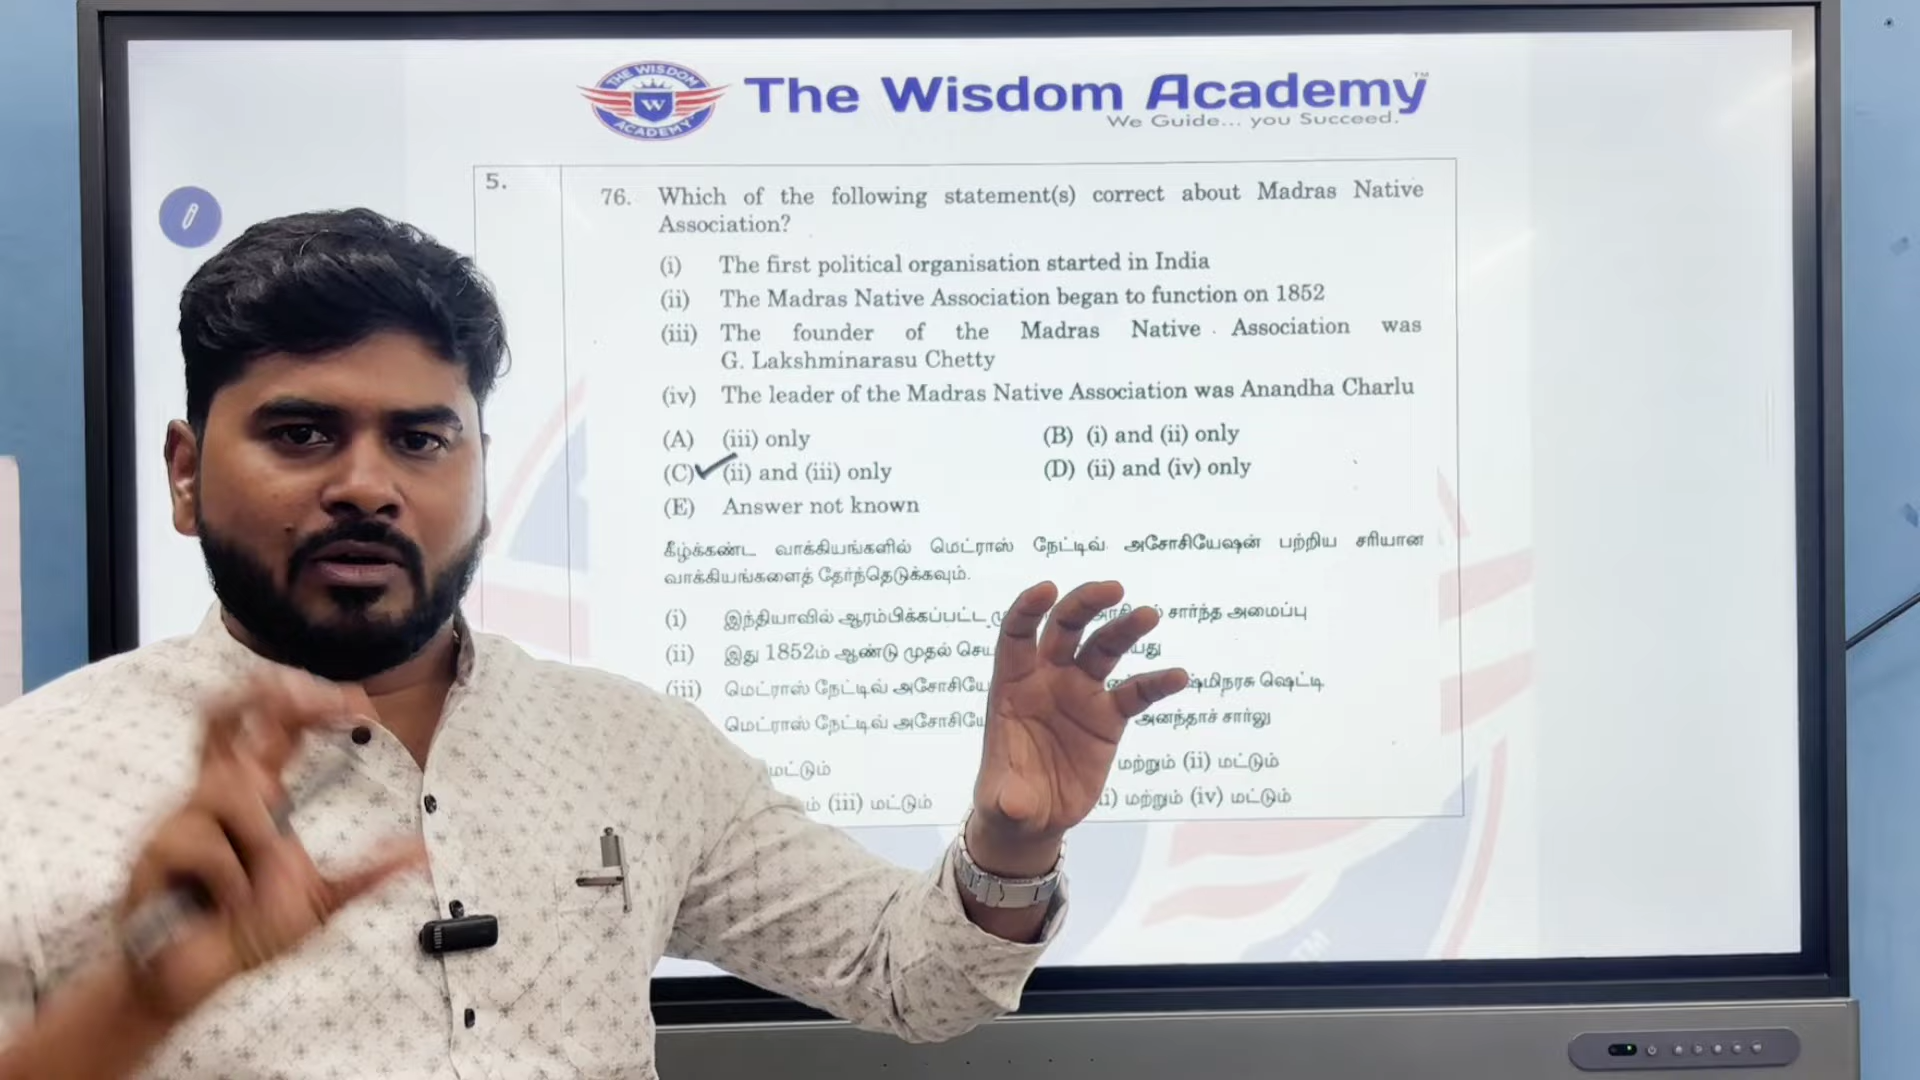 THE WISDOM
W
ACADEMY
The Wisdom Academy™
We Guide... you Succeed.
5.
76. Which of the following statement(s) correct about Madras Native
Association?
(i) The first political organisation started in India
(ii) The Madras Native Association began to function on 1852
(iii) The founder of the Madras Native Association was
G. Lakshminarasu Chetty
(iv) The leader of the Madras Native Association was Anandha Charlu
(A) (iii) only (B) (i) and (ii) only
(C) (ii) and (iii) only (D) (ii) and (iv) only
(E) Answer not known
கீழ்க்கண்ட வாக்கியங்களில் மெட்ராஸ் நேட்டிவ் அசோசியேஷன் பற்றிய சரியான
வாக்கியங்களைத் தேர்ந்தெடுக்கவும்.
(i) இந்தியாவில் ஆரம்பிக்கப்பட்ட சார்ந்த அமைப்பு
(ii) இது 1852ம் ஆண்டு முதல்
(iii) மெட்ராஸ் நேட்டிவ் ஷெட்டி
மெட்ராஸ் நேட்டிவ் அனந்தாச் சார்லு
மட்டும் மற்றும் (ii) மட்டும்
(iii) மட்டும் மற்றும் (iv) மட்டும்
TM